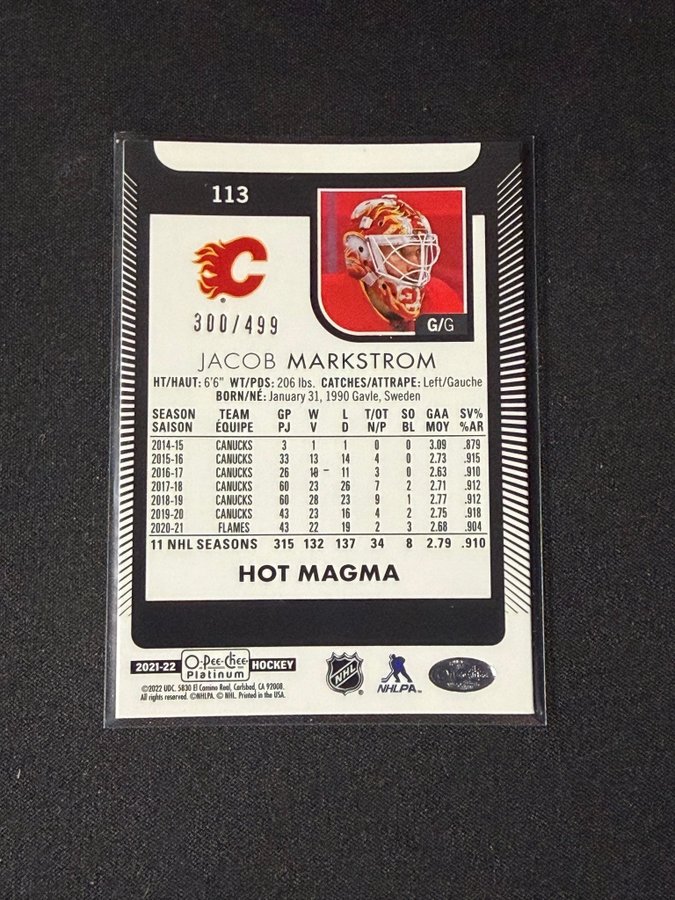 113
C
300/499
G/G
JACOB MARKSTROM
HT/HAUT: 6'6" WT/PDS: 206 lbs. CATCHES/ATTRAPE: Left/Gauche
BORN/NÉ: January 31, 1990 Gavle, Sweden
SEASON TEAM GP W L T/OT SO GAA SV%
SAISON ÉQUIPE PJ V D N/P BL MOY %AR
2014-15 CANUCKS 3 1 1 0 0 3.09 .879
2015-16 CANUCKS 33 13 14 4 0 2.73 .915
2016-17 CANUCKS 26 10 11 3 0 2.63 .910
2017-18 CANUCKS 60 23 26 7 2 2.71 .912
2018-19 CANUCKS 60 28 23 9 1 2.77 .912
2019-20 CANUCKS 43 23 16 4 2 2.75 .918
2020-21 FLAMES 43 22 19 2 3 2.68 .904
11 NHL SEASONS 315 132 137 34 8 2.79 .910
HOT MAGMA
2021-22 O-Pee-Chee Platinum HOCKEY
©2022 UDC. 5830 El Camino Real, Carlsbad, CA 92008.
All rights reserved. ©NHLPA. © NHL. Printed in the USA.
NHL
NHLPA